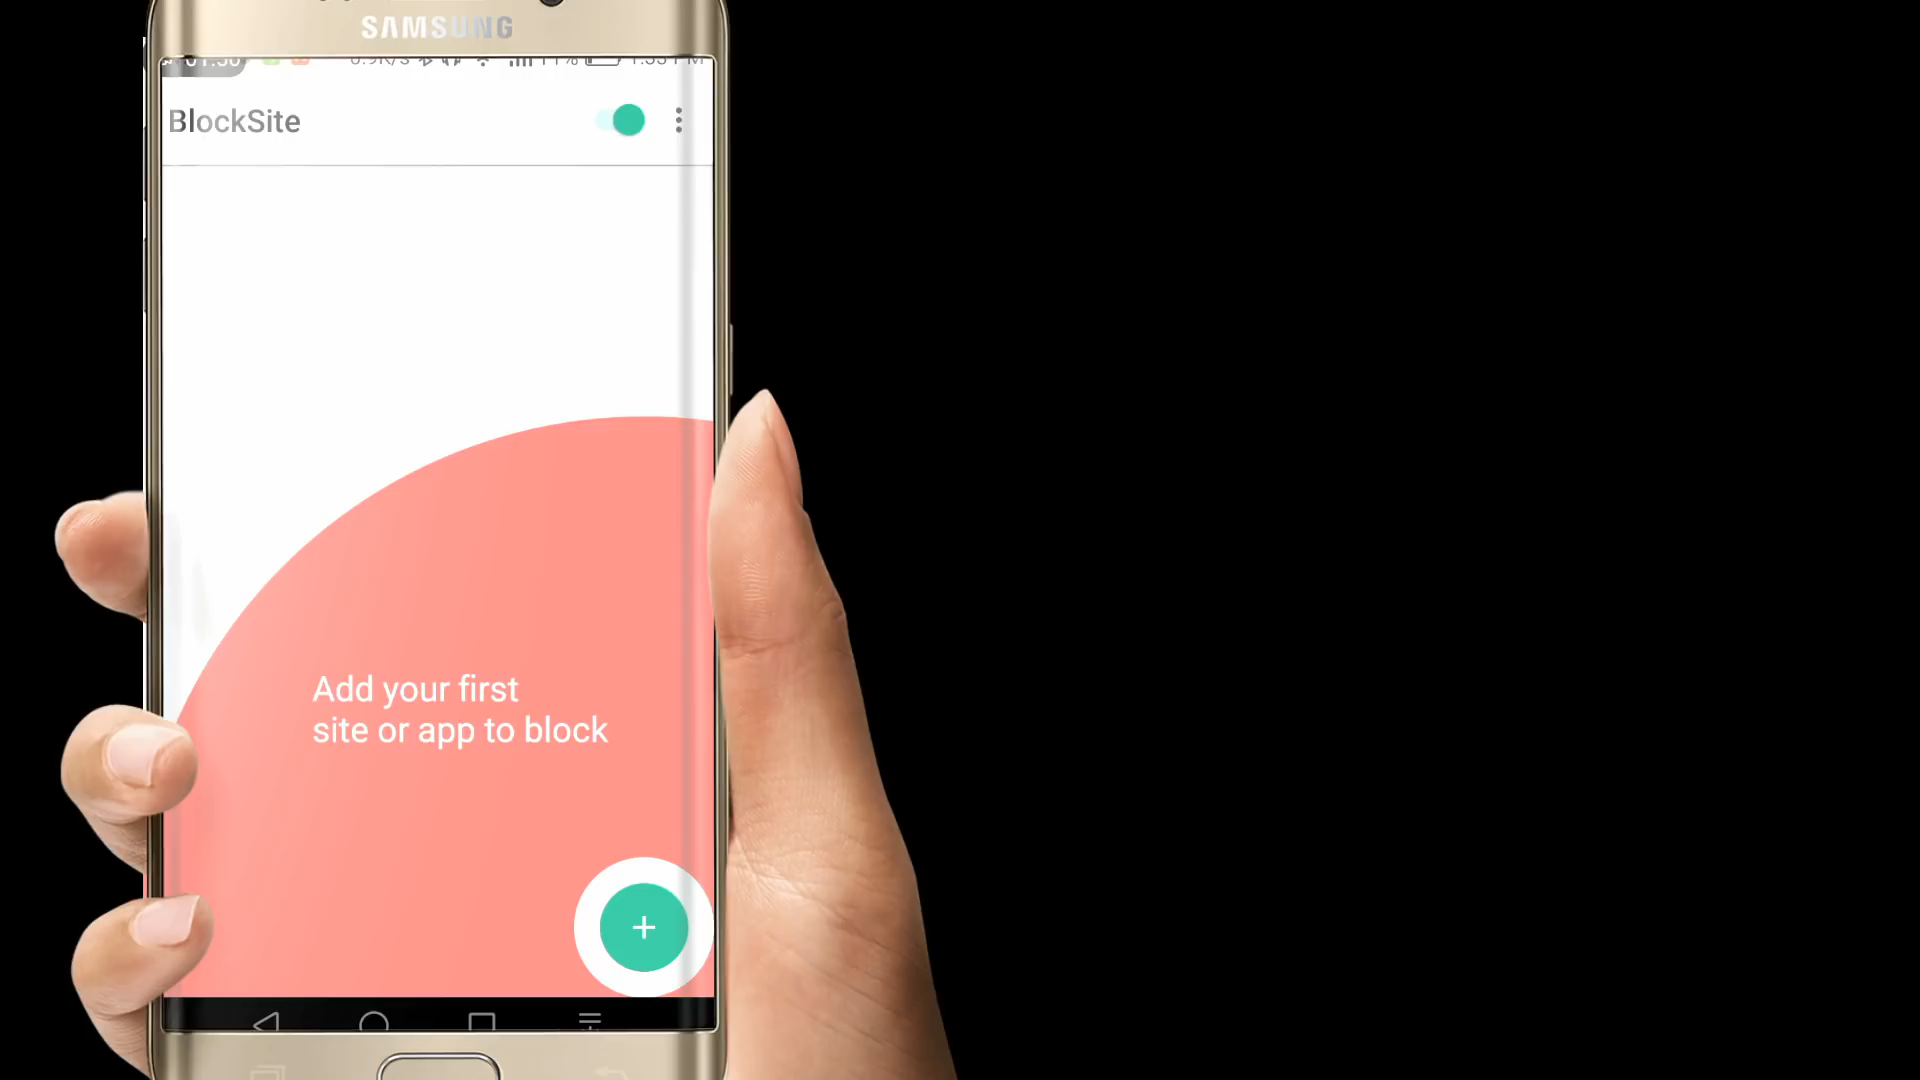 SAMSUNG
BlockSite
Add your first
site or app to block
+